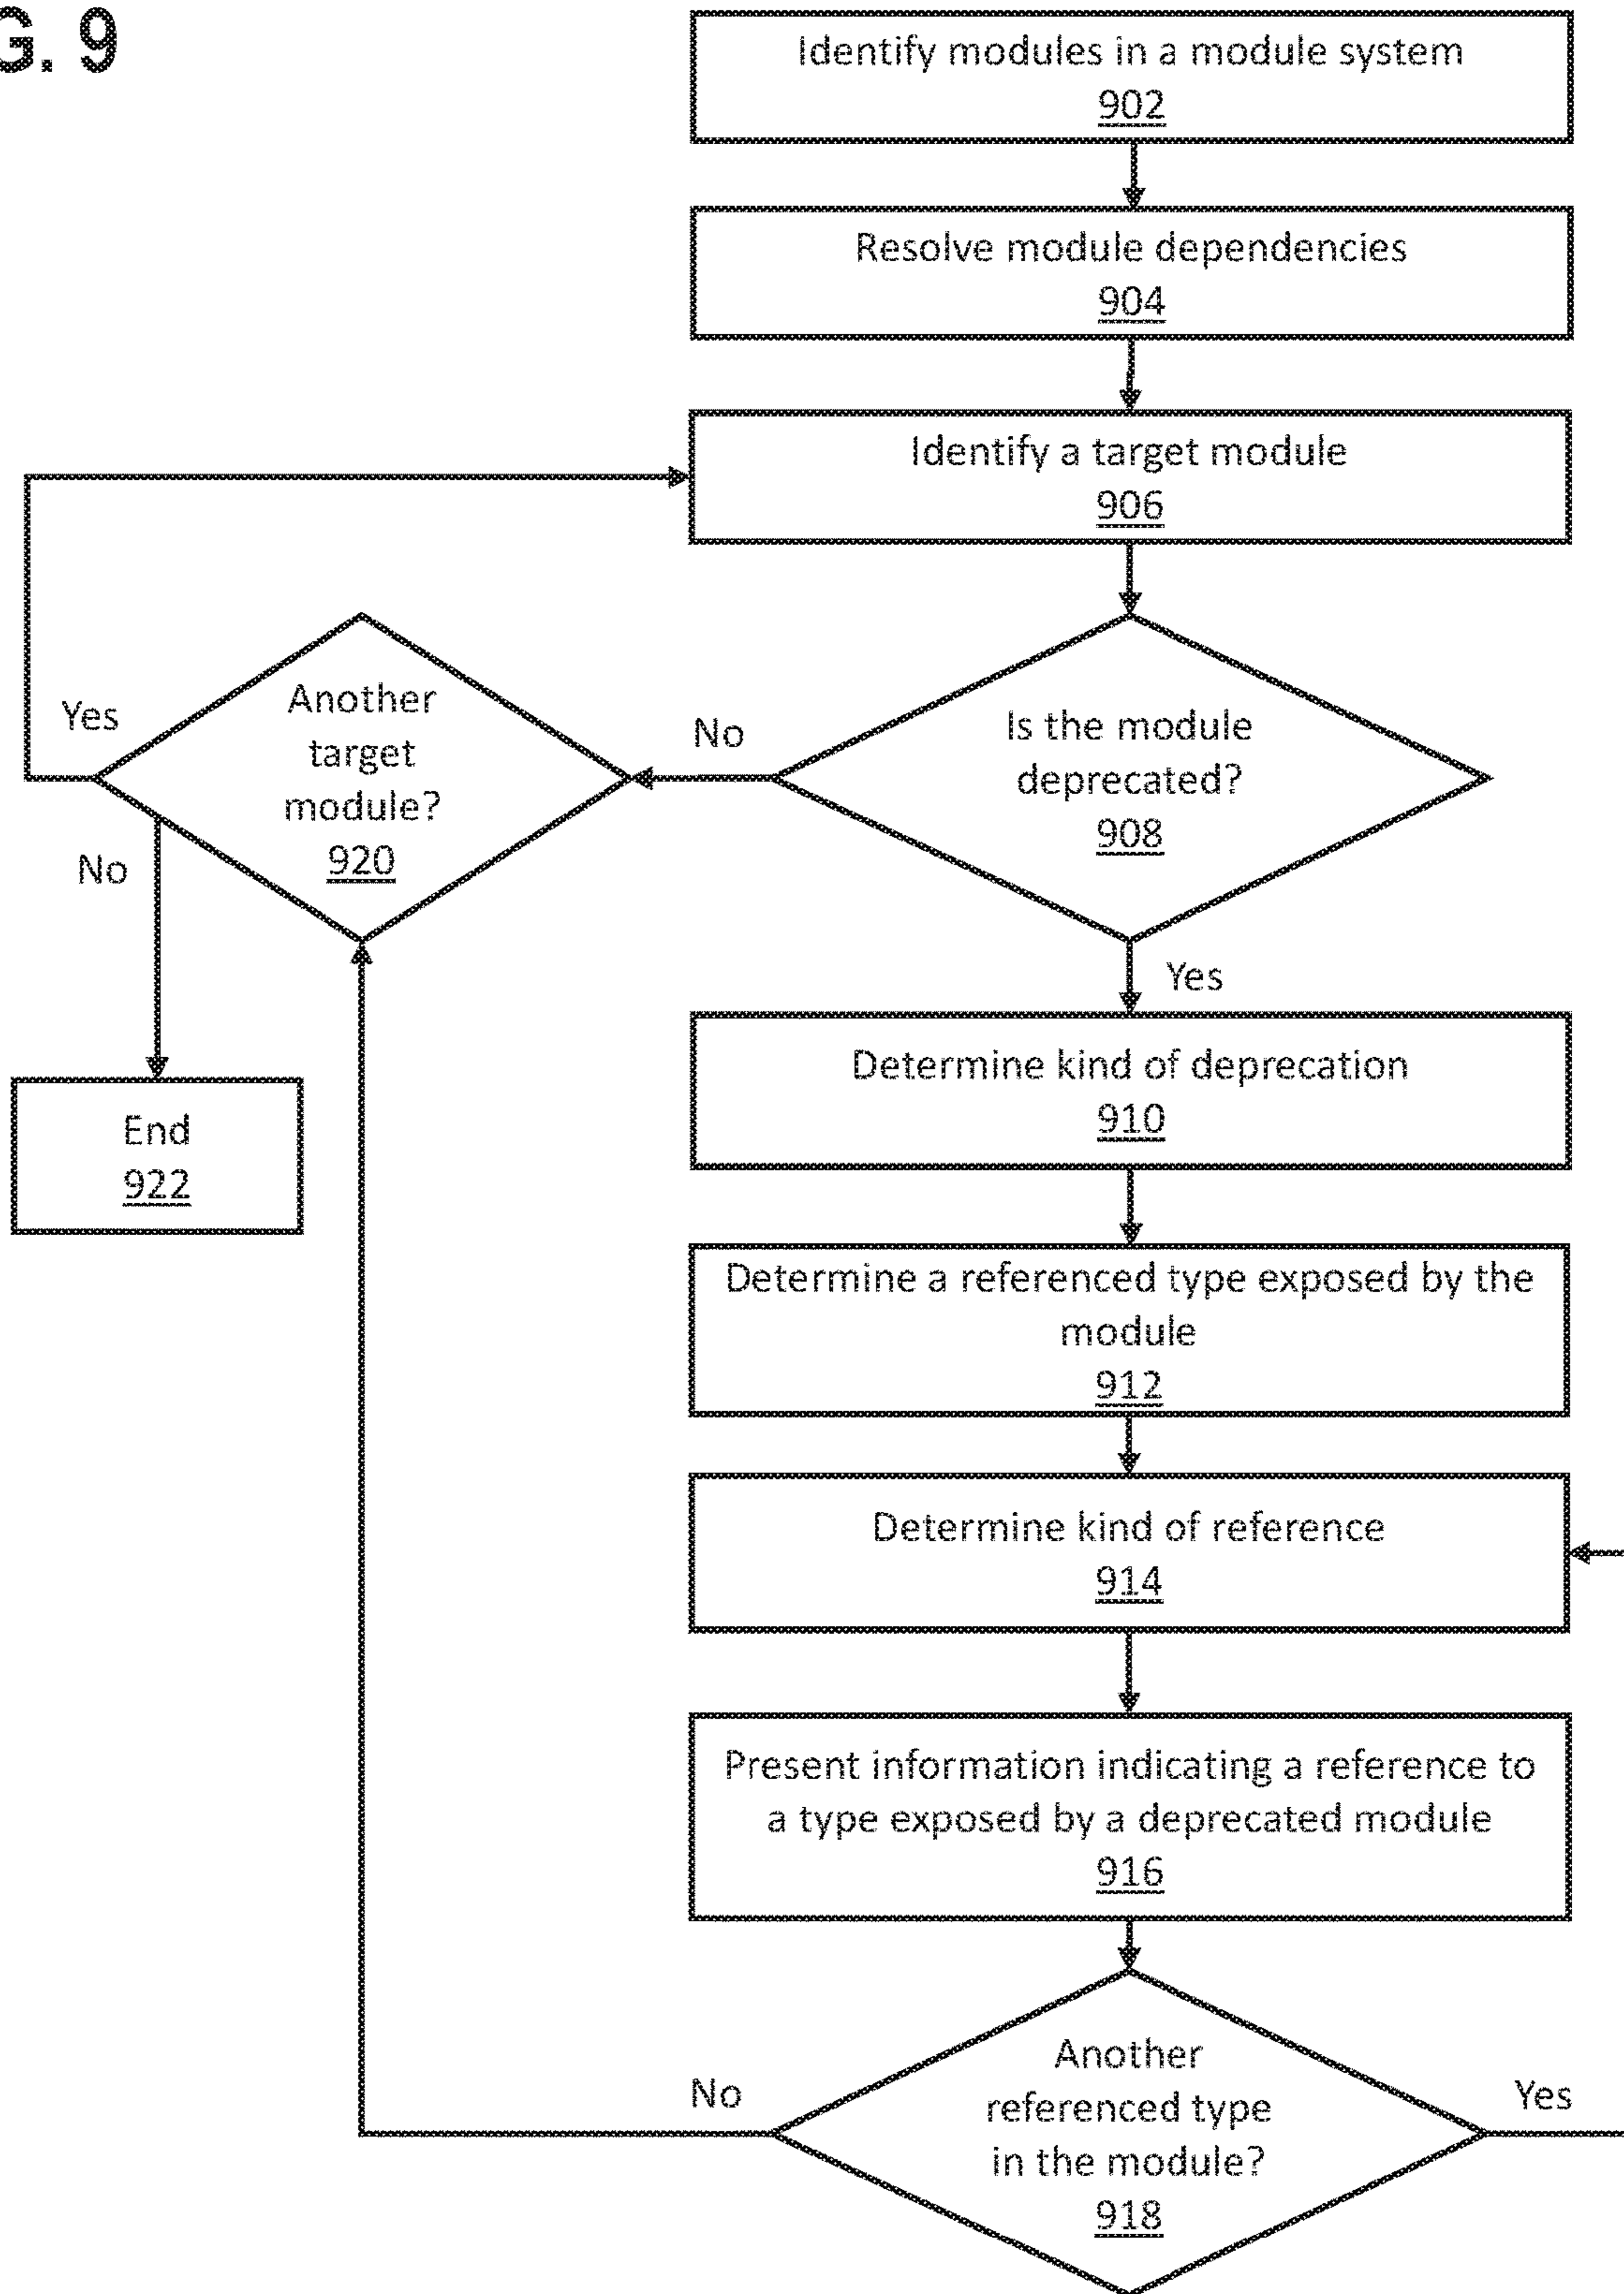 G. 9
Identify modules in a module system
902
Resolve module dependencies
904
Identify a target module
906
Is the module
deprecated?
908
No
Another
target
module?
920
Yes
No
End
922
Yes
Determine kind of deprecation
910
Determine a referenced type exposed by the
module
912
Determine kind of reference
914
Present information indicating a reference to
a type exposed by a deprecated module
916
Another
referenced type
in the module?
918
No
Yes